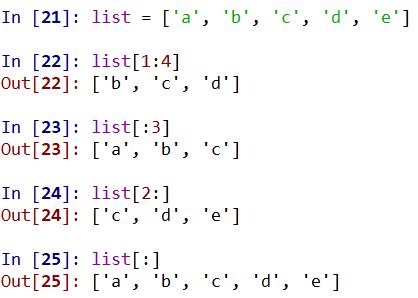 In [21]: list = ['a', 'b', 'c', 'd', 'e']
In [22]: list[1:4]
Out[22]: ['b', 'c', 'd']
In [23]: list[:3]
Out[23]: ['a', 'b', 'c']
In [24]: list[2:]
Out[24]: ['c', 'd', 'e']
In [25]: list[:]
Out[25]: ['a', 'b', 'c', 'd', 'e']